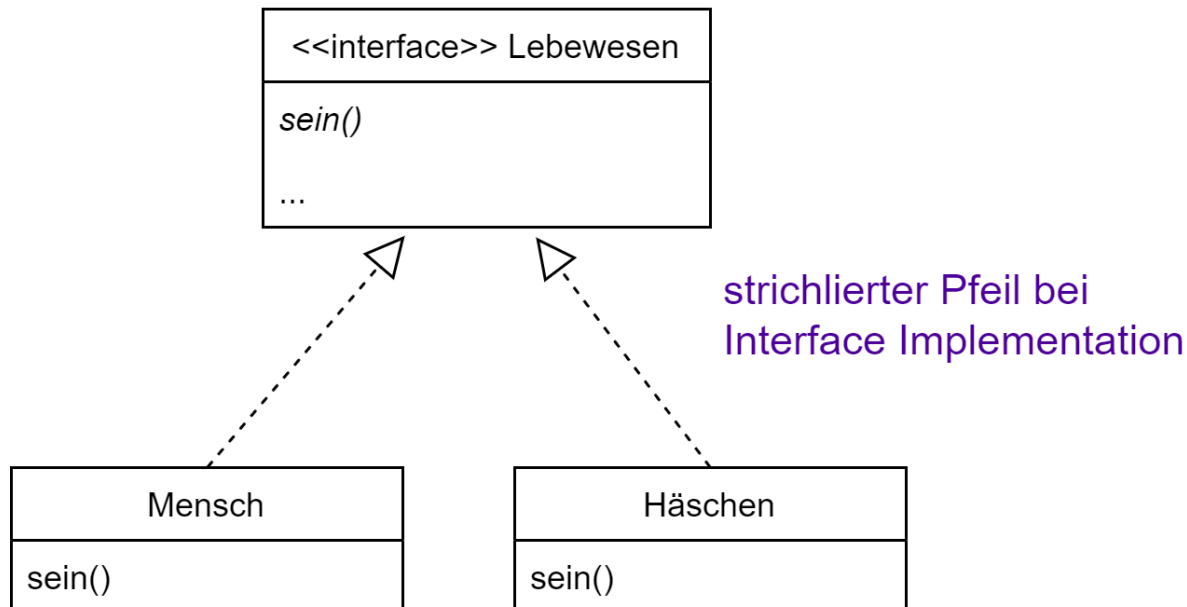 <<interface>> Lebewesen
sein()
...
strichlierter Pfeil bei
Interface Implementation
Mensch
sein()
Häschen
sein()